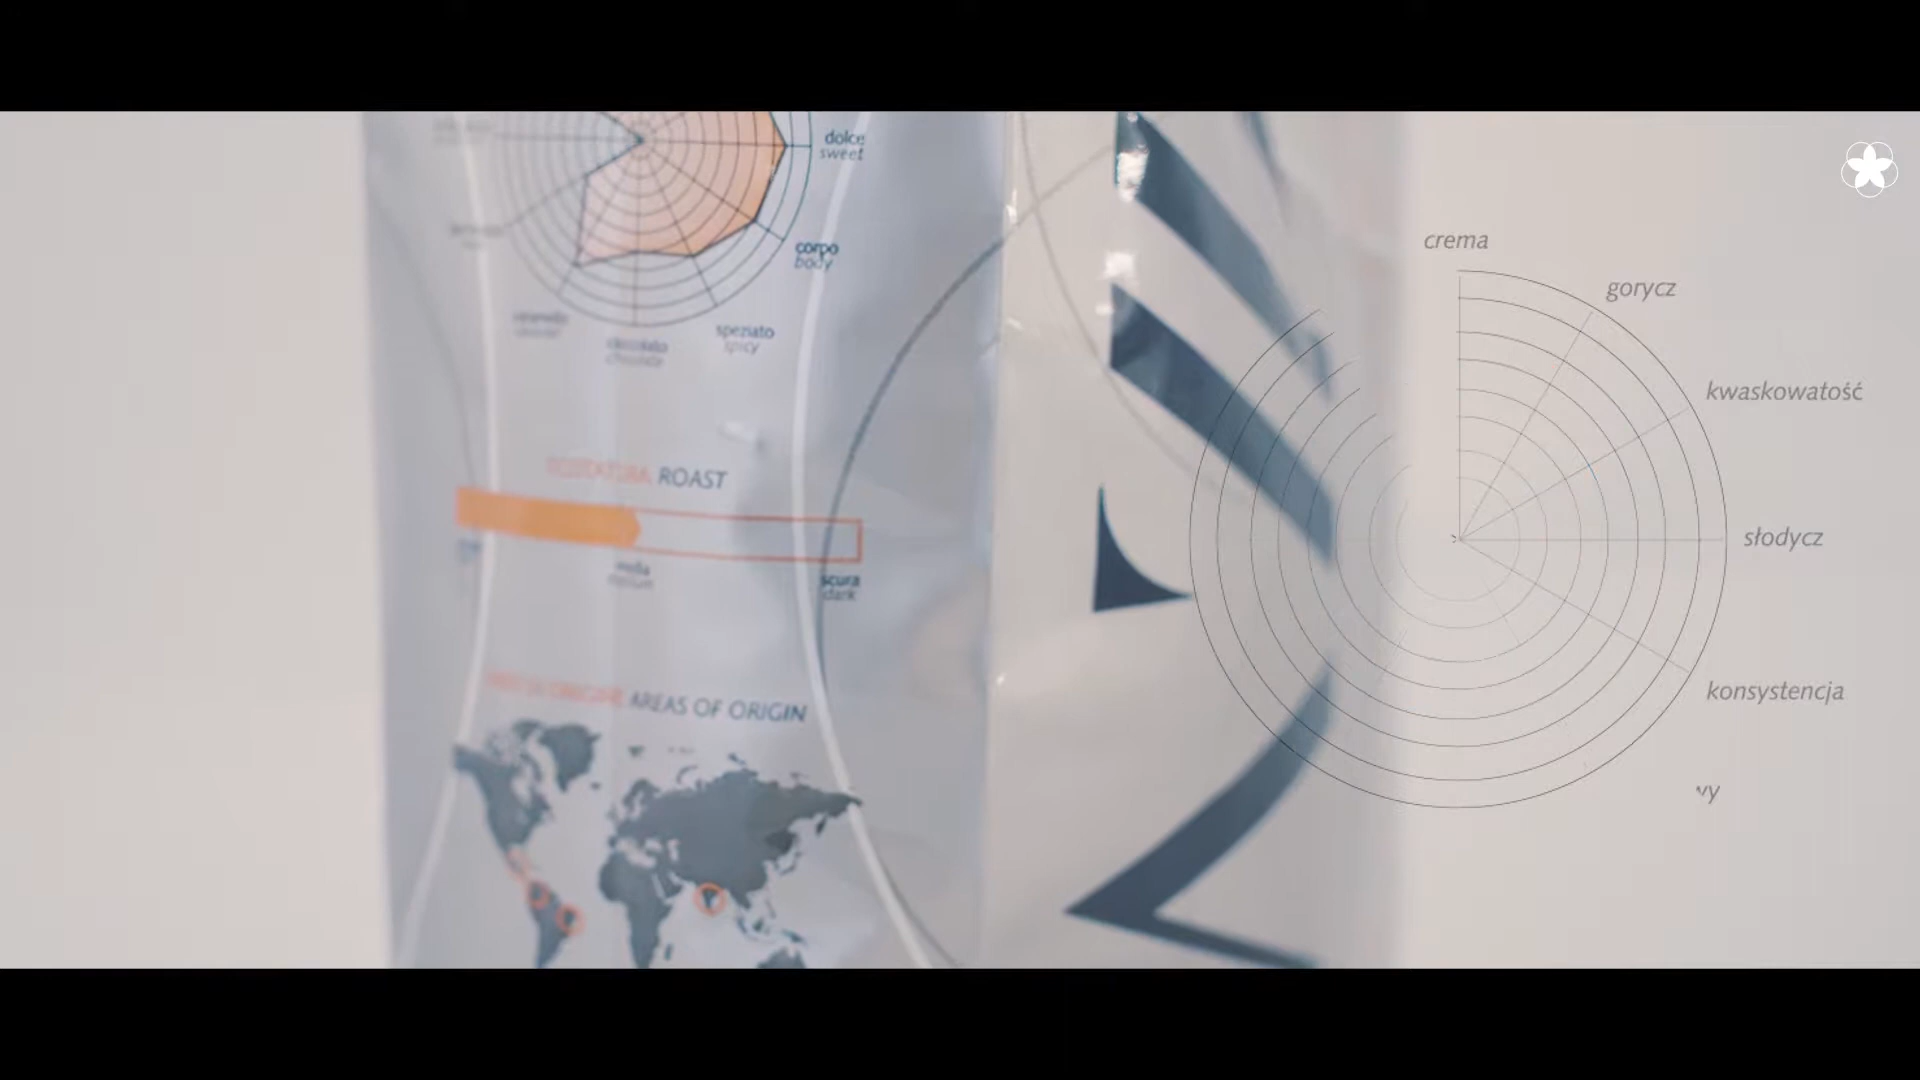 dolce
sweet
corpo
body
speziato
spicy
cioccolato
chocolate
TOSTATURA ROAST
media
medium
scura
dark
AREAS OF ORIGIN
crema
gorycz
kwaskowatość
słodycz
konsystencja